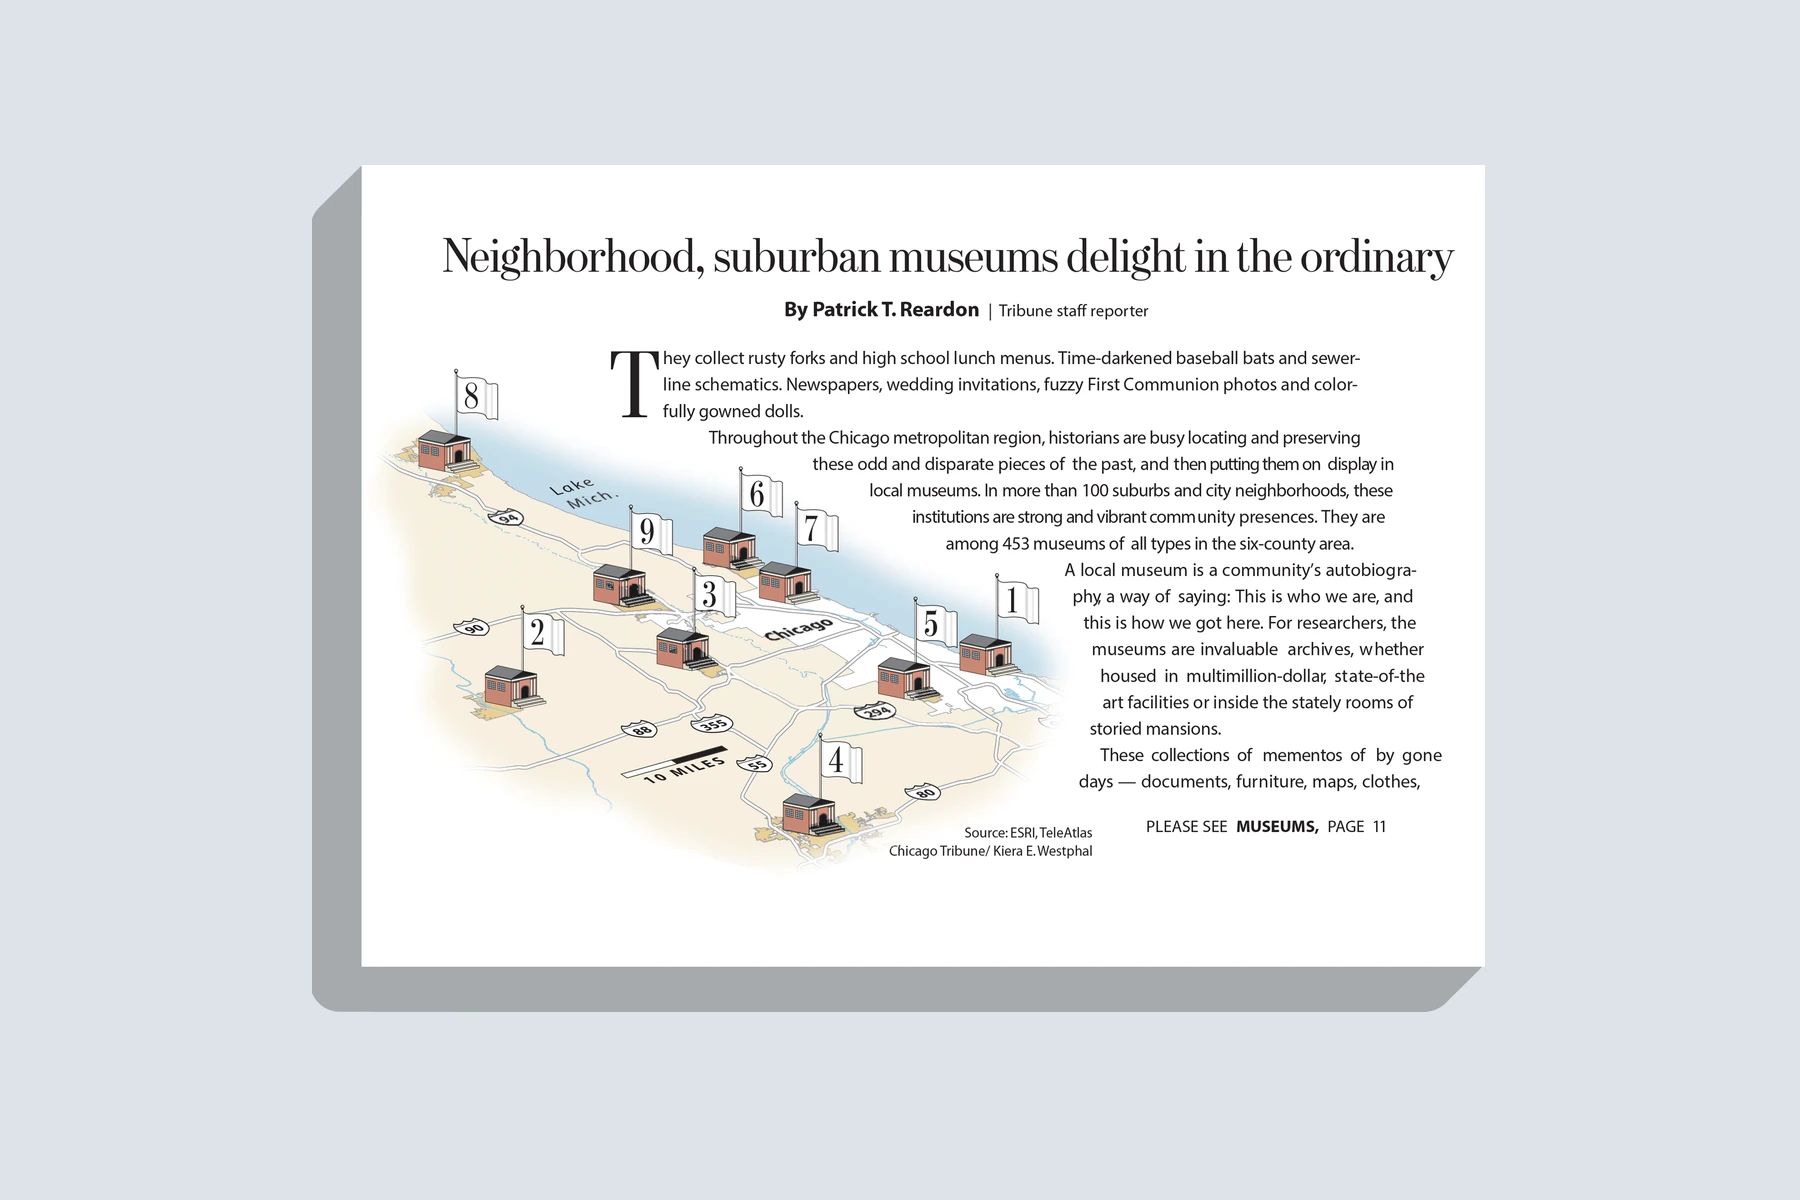 Neighborhood, suburban museums delight in the ordinary
By Patrick T. Reardon | Tribune staff reporter
They collect rusty forks and high school lunch menus. Time-darkened baseball bats and sewer-
line schematics. Newspapers, wedding invitations, fuzzy First Communion photos and color-
fully gowned dolls.
Throughout the Chicago metropolitan region, historians are busy locating and preserving
these odd and disparate pieces of the past, and then putting them on display in
local museums. In more than 100 suburbs and city neighborhoods, these
institutions are strong and vibrant community presences. They are
among 453 museums of all types in the six-county area.
A local museum is a community's autobiogra-
phy, a way of saying: This is who we are, and
this is how we got here. For researchers, the
museums are invaluable archives, whether
housed in multimillion-dollar, state-of-the
art facilities or inside the stately rooms of
storied mansions.
These collections of mementos of by gone
days — documents, furniture, maps, clothes,
PLEASE SEE MUSEUMS, PAGE 11
8
Lake
Mich.
94
6
7
9
3
1
5
2
90
Chicago
294
88
355
10 MILES
55
4
80
Source: ESRI, TeleAtlas
Chicago Tribune/ Kiera E. Westphal